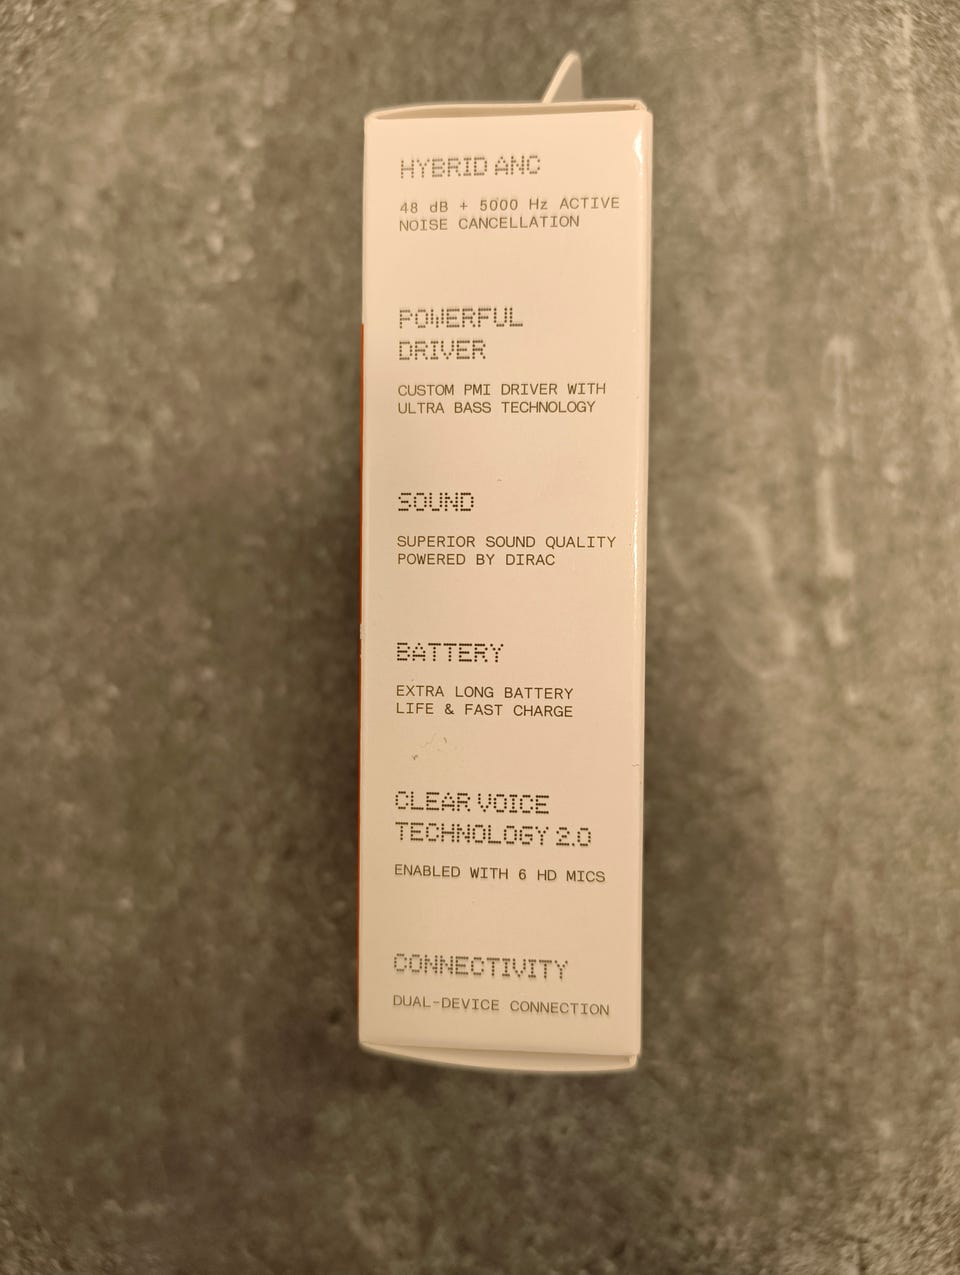 HYBRID ANC
48 dB + 5000 Hz ACTIVE
NOISE CANCELLATION
POWERFUL
DRIVER
CUSTOM PMI DRIVER WITH
ULTRA BASS TECHNOLOGY
SOUND
SUPERIOR SOUND QUALITY
POWERED BY DIRAC
BATTERY
EXTRA LONG BATTERY
LIFE & FAST CHARGE
CLEAR VOICE
TECHNOLOGY 2.0
ENABLED WITH 6 HD MICS
CONNECTIVITY
DUAL-DEVICE CONNECTION